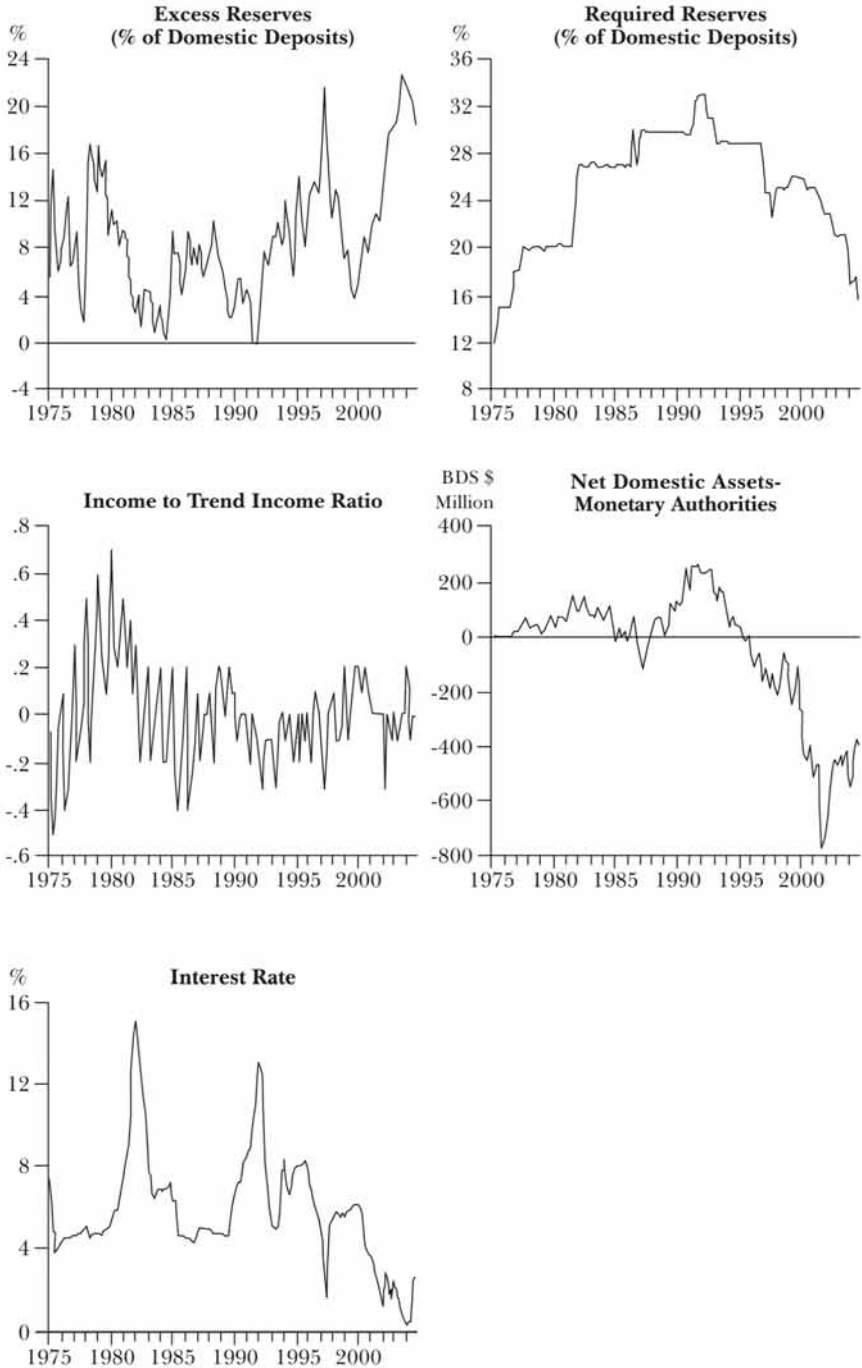 Excess Reserves
(% of Domestic Deposits)
%
24
20
16
12
8
4
0
-4
1975 1980 1985 1990 1995 2000
Required Reserves
(% of Domestic Deposits)
%
36
32
28
24
20
16
12
8
1975 1980 1985 1990 1995 2000
Income to Trend Income Ratio
.8
.6
.4
.2
0
-.2
-.4
-.6
1975 1980 1985 1990 1995 2000
BDS $
Million
Net Domestic Assets-
Monetary Authorities
400
200
0
-200
-400
-600
-800
1975 1980 1985 1990 1995 2000
Interest Rate
%
16
12
8
4
0
1975 1980 1985 1990 1995 2000